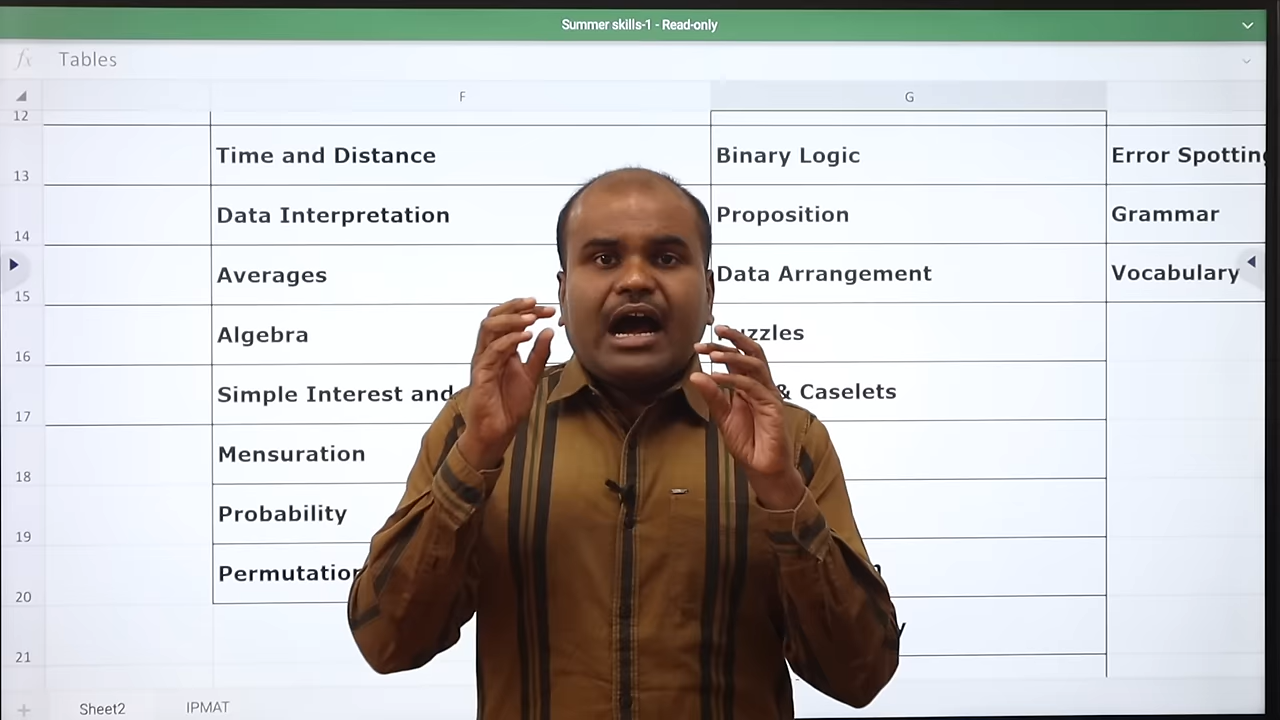 Summer skills-1 - Read-only
fx Tables
F G
12
13 Time and Distance Binary Logic Error Spotting
14 Data Interpretation Proposition Grammar
15 Averages Data Arrangement Vocabulary
16 Algebra
17 Simple Interest and & Caselets
18 Mensuration
19 Probability
20
21
Sheet2 IPMAT